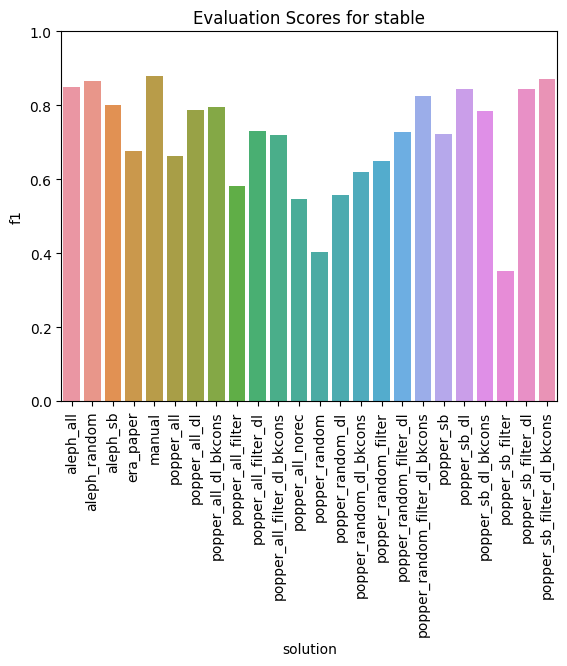 Evaluation Scores for stable
1.0
0.8
0.6
0.4
0.2
0.0
f1
aleph_all
aleph_random
aleph_sb
era_paper
manual
popper_all
popper_all_dl
popper_all_dl_bkcons
popper_all_filter
popper_all_filter_dl
popper_all_filter_dl_bkcons
popper_all_norec
popper_random
popper_random_dl
popper_random_dl_bkcons
popper_random_filter
popper_random_filter_dl
popper_random_filter_dl_bkcons
popper_sb
popper_sb_dl
popper_sb_dl_bkcons
popper_sb_filter
popper_sb_filter_dl
popper_sb_filter_dl_bkcons
solution